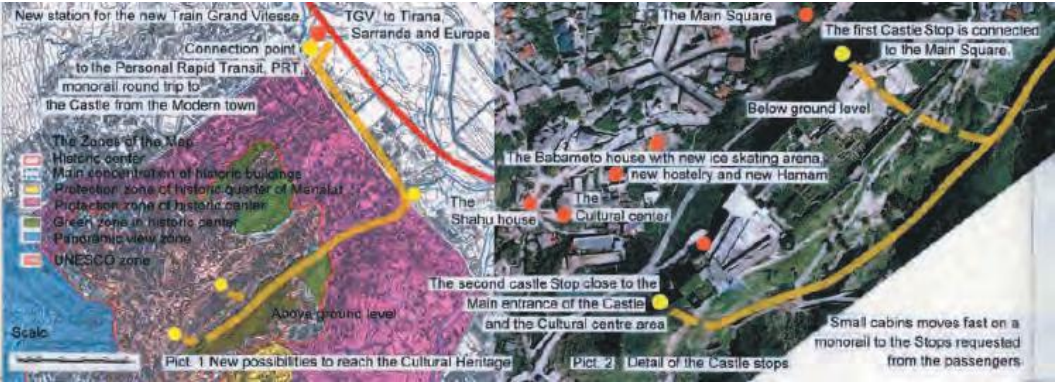 New station for the new Train Grand Vitesse
TGV to Tirana,
Sarranda and Europe
Connection point
to the Personal Rapid Transit, PRT,
monorail round trip to
the Castle from the Modern town
The Zones of the Map
Historic center
Main concentration of historic buildings
Protection zone of historic quarter of Manalat
Protection zone of historic center
Green zone in historic center
Panoramic view zone
UNESCO zone
Scale
Above ground level
Pict. 1 New possibilities to reach the Cultural Heritage
The Main Square
The first Castle Stop is connected
to the Main Square.
Below ground level
The Babameto house with new ice skating arena,
new hostelry and new Hamam
The
Shahu house
The
Cultural center
The second castle Stop close to the
Main entrance of the Castle
and the Cultural centre area
Pict. 2 Detail of the Castle stops
Small cabins moves fast on a
monorail to the Stops requested
from the passengers